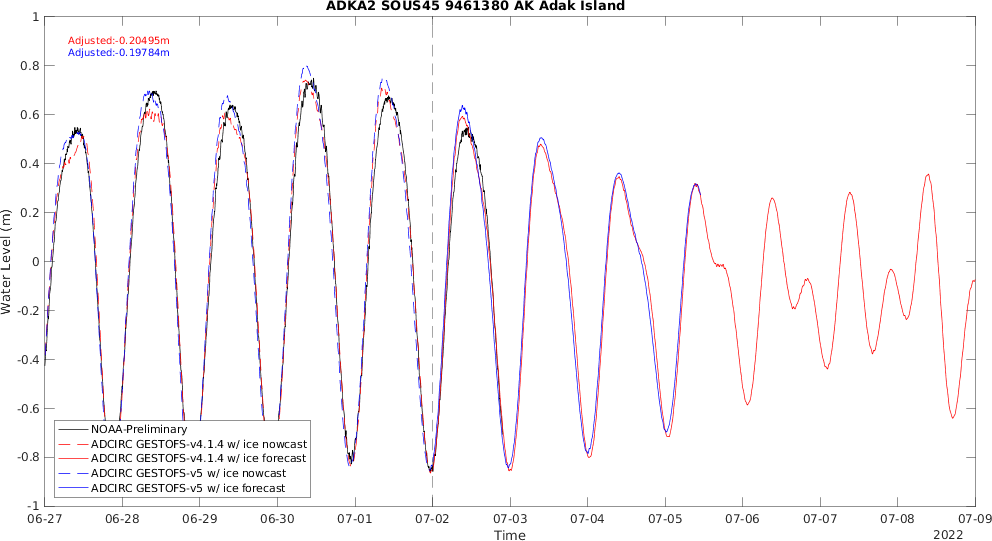 ADKA2 SOUS45 9461380 AK Adak Island
Adjusted:-0.20495m
Adjusted:-0.19784m
1
0.8
0.6
0.4
0.2
0
-0.2
-0.4
-0.6
-0.8
-1
Water Level (m)
NOAA-Preliminary
ADCIRC GESTOFS-v4.1.4 w/ ice nowcast
ADCIRC GESTOFS-v4.1.4 w/ ice forecast
ADCIRC GESTOFS-v5 w/ ice nowcast
ADCIRC GESTOFS-v5 w/ ice forecast
06-27 06-28 06-29 06-30 07-01 07-02 07-03 07-04 07-05 07-06 07-07 07-08 07-09
Time
2022